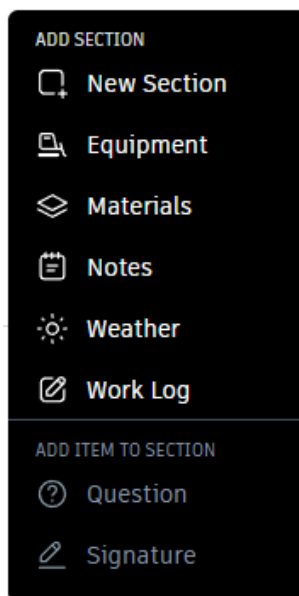 ADD SECTION
New Section
Equipment
Materials
Notes
Weather
Work Log
ADD ITEM TO SECTION
Question
Signature